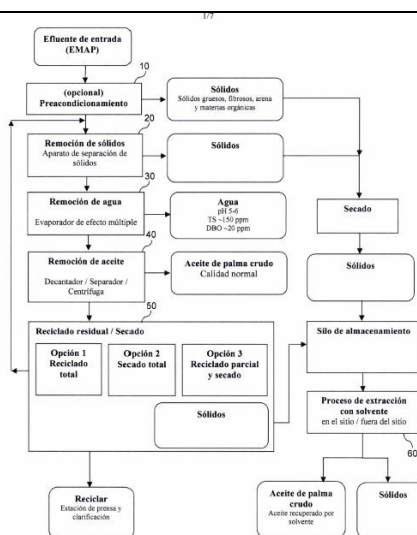 1/7
Efluente de entrada
(EMAP)
10
(opcional)
Preacondicionamiento
Sólidos
Sólidos gruesos, fibrosos, arena
y materias orgánicas
20
Remoción de sólidos
Aparato de separación de
sólidos
Sólidos
30
Remoción de agua
Evaporador de efecto múltiple
Agua
pH 5-6
TS ~150 ppm
DBO ~20 ppm
Secado
40
Remoción de aceite
Decantador / Separador /
Centrífuga
Aceite de palma crudo
Calidad normal
Sólidos
50
Reciclado residual / Secado
Opción 1
Reciclado
total
Opción 2
Secado total
Opción 3
Reciclado parcial
y secado
Sólidos
Silo de almacenamiento
Proceso de extracción
con solvente
en el sitio / fuera del sitio
60
Reciclar
Estación de prensa y
clarificación
Aceite de palma
crudo
Aceite recuperado por
solvente
Sólidos